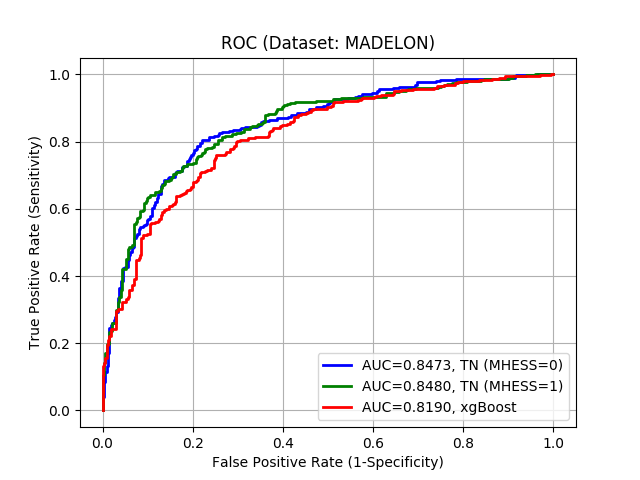 ROC (Dataset: MADELON)
True Positive Rate (Sensitivity)
1.0
0.8
0.6
0.4
0.2
0.0
AUC=0.8473, TN (MHESS=0)
AUC=0.8480, TN (MHESS=1)
AUC=0.8190, xgBoost
0.0 0.2 0.4 0.6 0.8 1.0
False Positive Rate (1-Specificity)